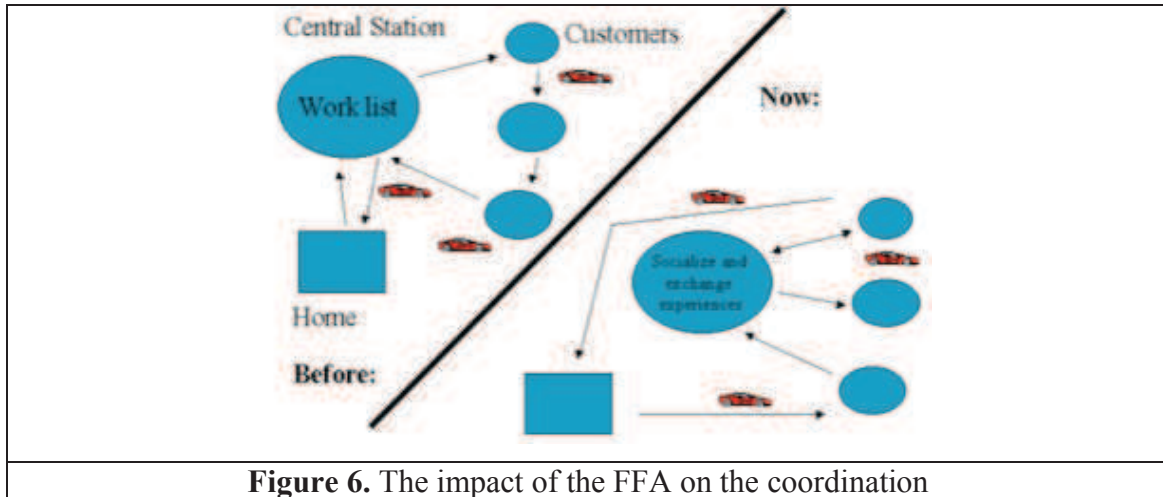 Central Station
Customers
Work list
Home
Before:
Now:
Socialize and
exchange
experiences
Figure 6. The impact of the FFA on the coordination